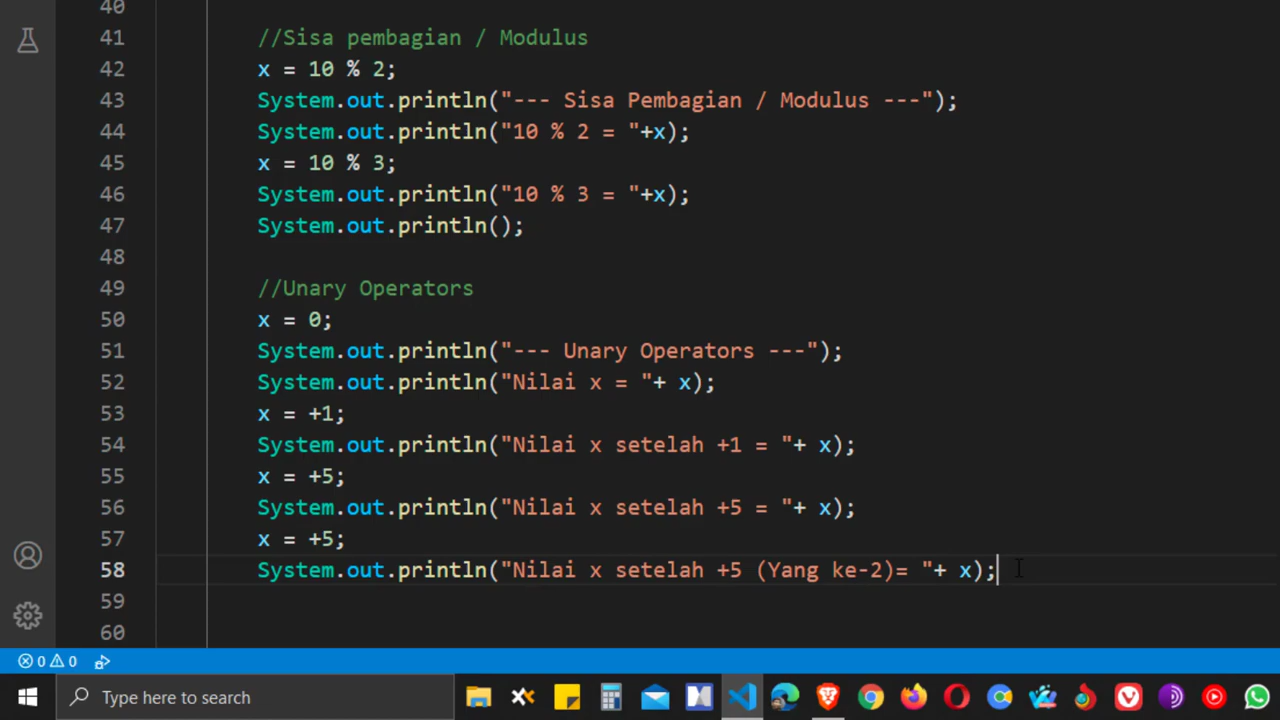 40
41 //Sisa pembagian / Modulus
42 x = 10 % 2;
43 System.out.println("--- Sisa Pembagian / Modulus ---");
44 System.out.println("10 % 2 = "+x);
45 x = 10 % 3;
46 System.out.println("10 % 3 = "+x);
47 System.out.println();
48
49 //Unary Operators
50 x = 0;
51 System.out.println("--- Unary Operators ---");
52 System.out.println("Nilai x = "+ x);
53 x = +1;
54 System.out.println("Nilai x setelah +1 = "+ x);
55 x = +5;
56 System.out.println("Nilai x setelah +5 = "+ x);
57 x = +5;
58 System.out.println("Nilai x setelah +5 (Yang ke-2)= "+ x);
59
60
0 0
Type here to search